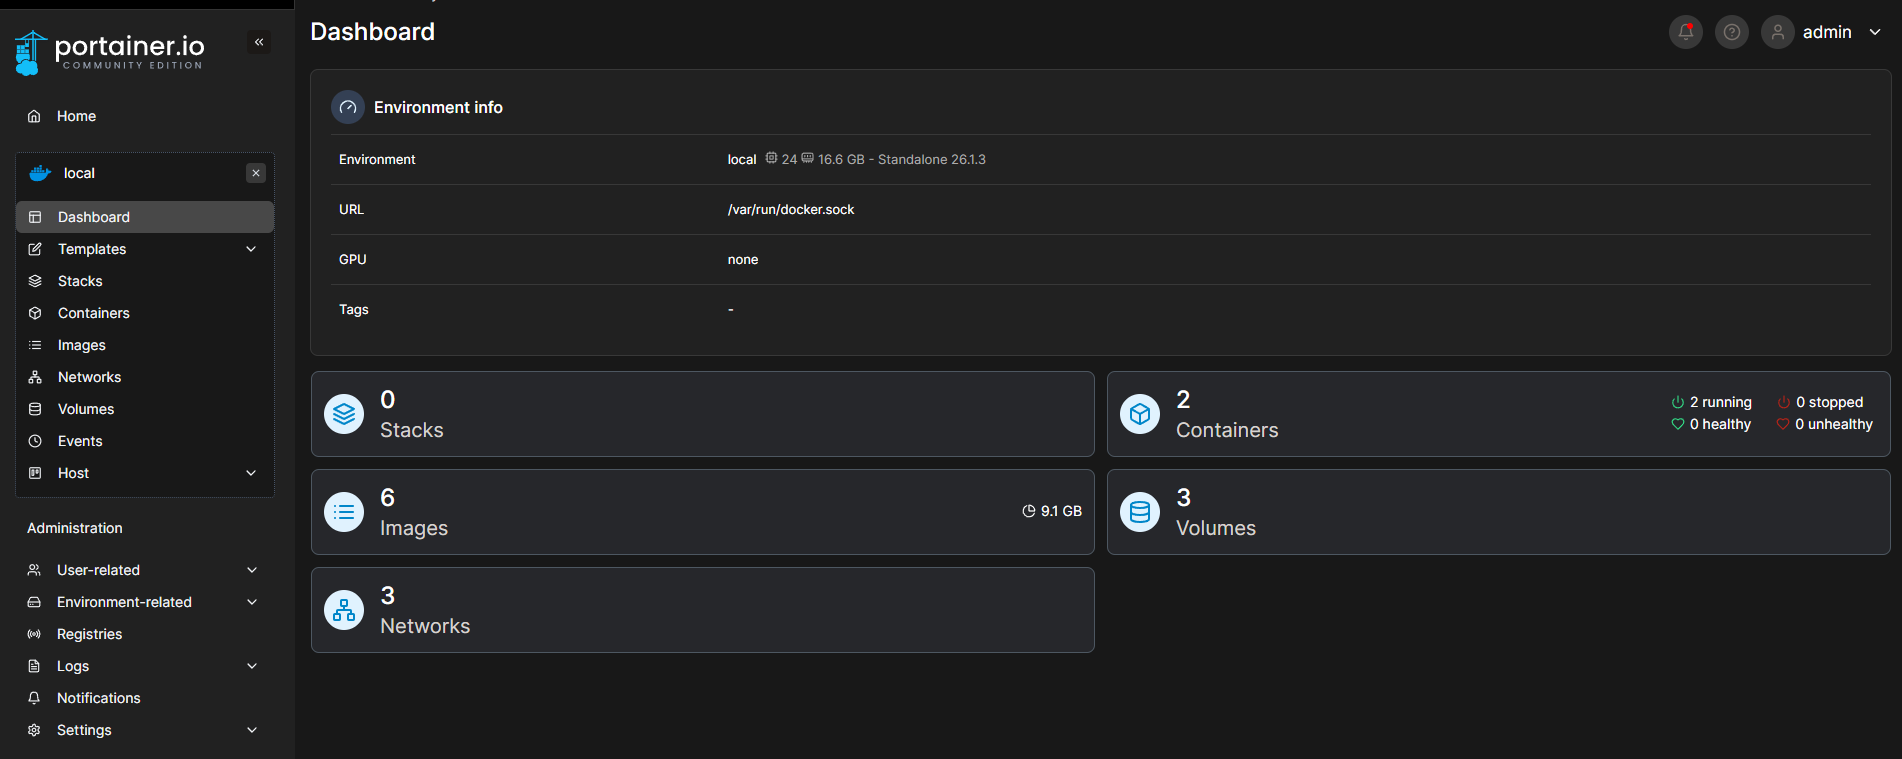 portainer.io
COMMUNITY EDITION
Home
local
Dashboard
Templates
Stacks
Containers
Images
Networks
Volumes
Events
Host
Administration
User-related
Environment-related
Registries
Logs
Notifications
Settings
Dashboard
admin
Environment info
Environment local 24 16.6 GB - Standalone 26.1.3
URL /var/run/docker.sock
GPU none
Tags -
0
Stacks
2
Containers
2 running 0 stopped
0 healthy 0 unhealthy
6
Images
9.1 GB
3
Volumes
3
Networks